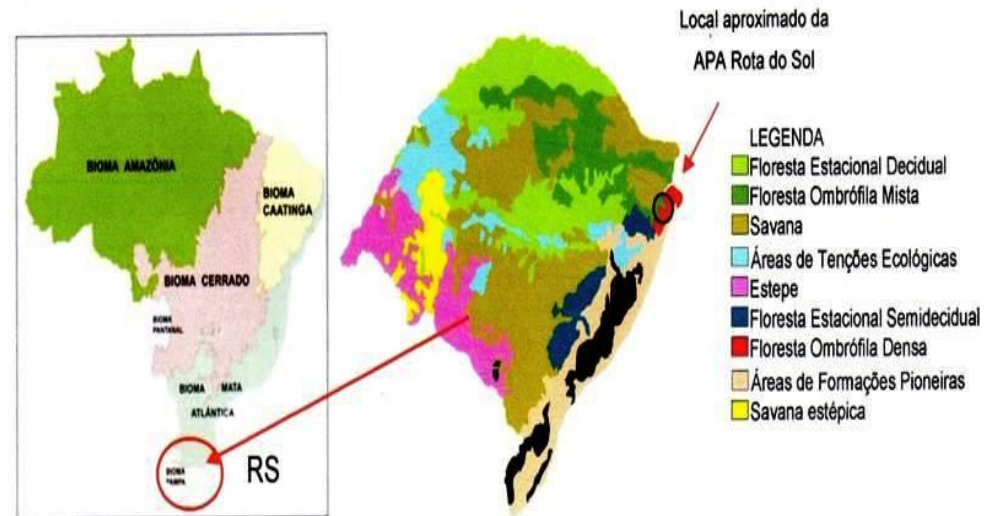 BIOMA AMAZÔNIA
BIOMA
CAATINGA
BIOMA CERRADO
BIOMA
PANTANAL
BIOMA MATA
ATLÂNTICA
BIOMA
PAMPA
RS
Local aproximado da
APA Rota do Sol
LEGENDA
Floresta Estacional Decidual
Floresta Ombrófila Mista
Savana
Áreas de Tenções Ecológicas
Estepe
Floresta Estacional Semidecidual
Floresta Ombrófila Densa
Áreas de Formações Pioneiras
Savana estépica